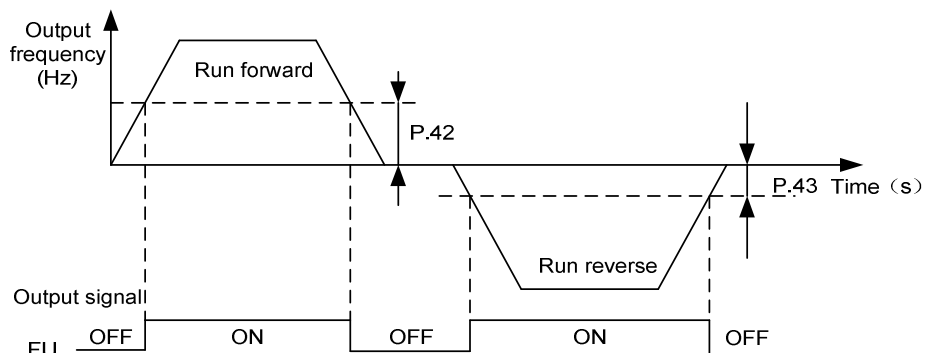 Output
frequency
(Hz)
Run forward
P.42
P.43
Time (s)
Run reverse
Output signal
FU OFF ON OFF ON OFF